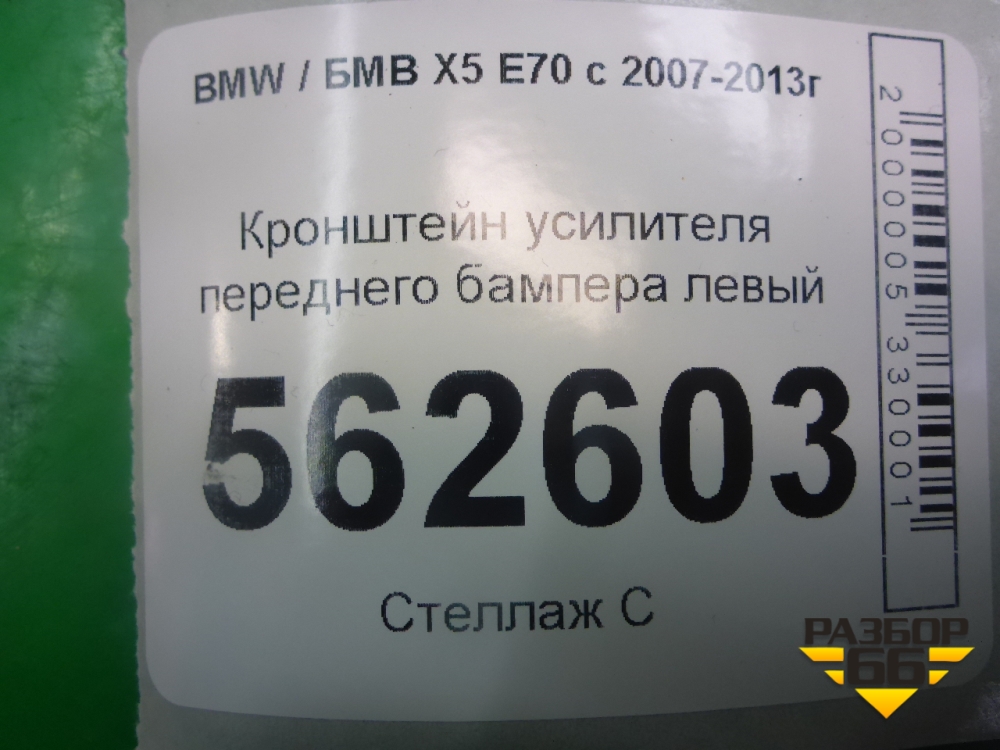 BMW / БМВ X5 E70 с 2007-2013г
Кронштейн усилителя
переднего бампера левый
562603
Стеллаж С
2000005330001
РАЗБОР
66